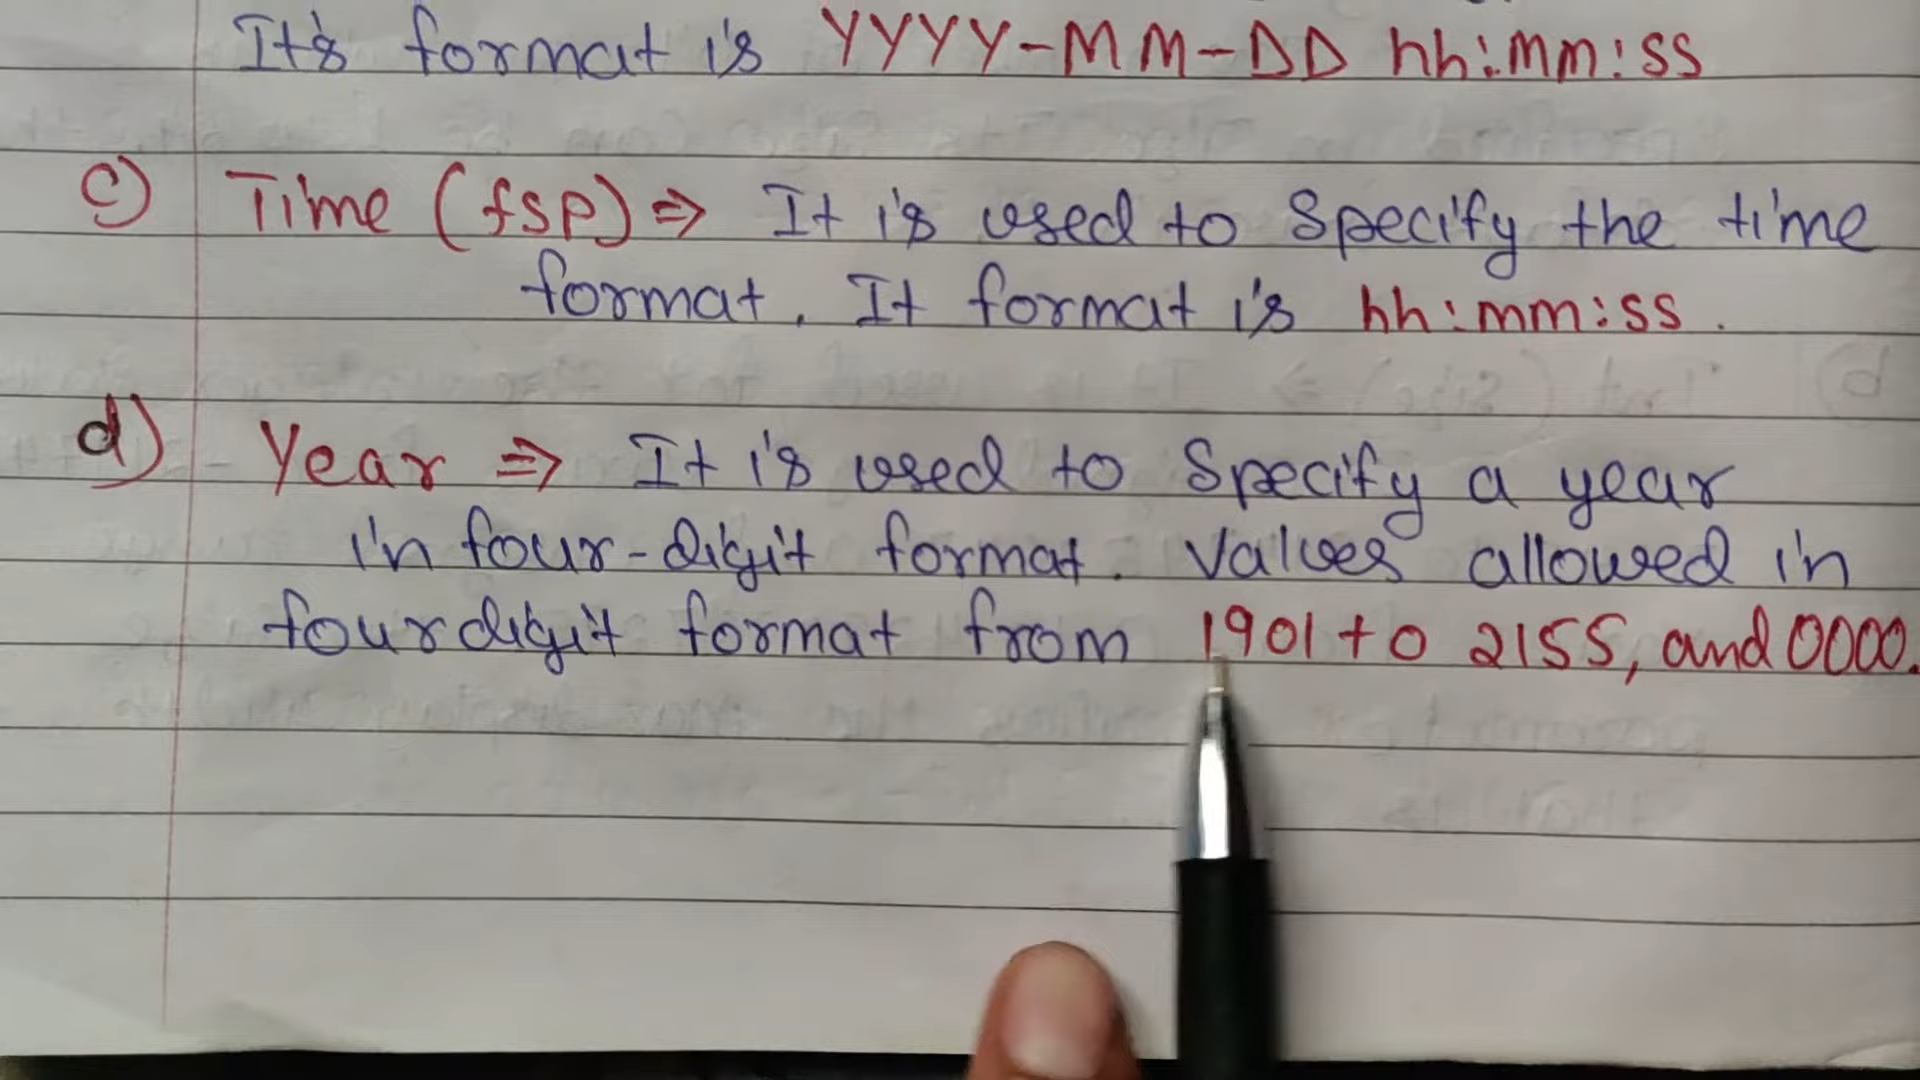 It's format is YYYY-MM-DD hh:mm:ss
c) Time (fsp) ⇒ It is used to specify the time
format. It format is hh:mm:ss.
d) Year ⇒ It is used to specify a year
in four-digit format. Values allowed in
four digit format from 1901 to 2155, and 0000.